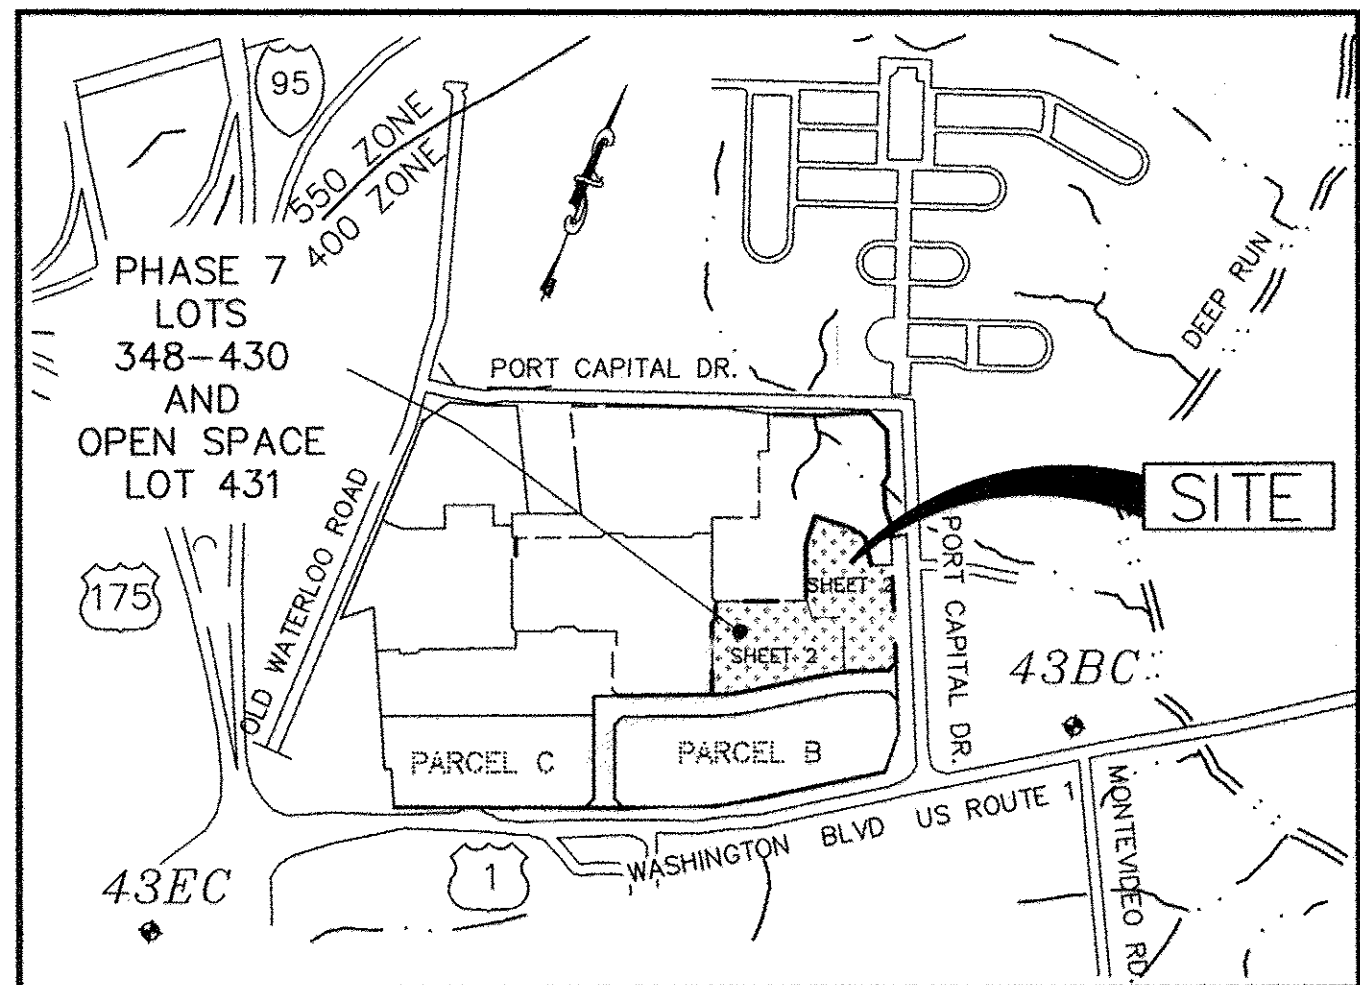 95
550 ZONE
400 ZONE
PHASE 7
LOTS
348-430
AND
OPEN SPACE
LOT 431
PORT CAPITAL DR.
DEEP RUN
SITE
175
OLD WATERLOO ROAD
SHEET 2
SHEET 2
PORT CAPITAL DR.
43BC
PARCEL C
PARCEL B
WASHINGTON BLVD US ROUTE 1
MONTEVIDEO RD.
43EC
1